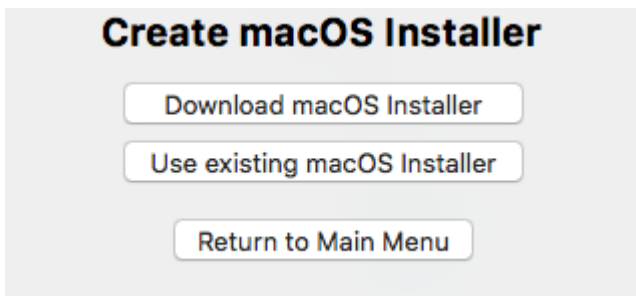 Create macOS Installer
Download macOS Installer
Use existing macOS Installer
Return to Main Menu